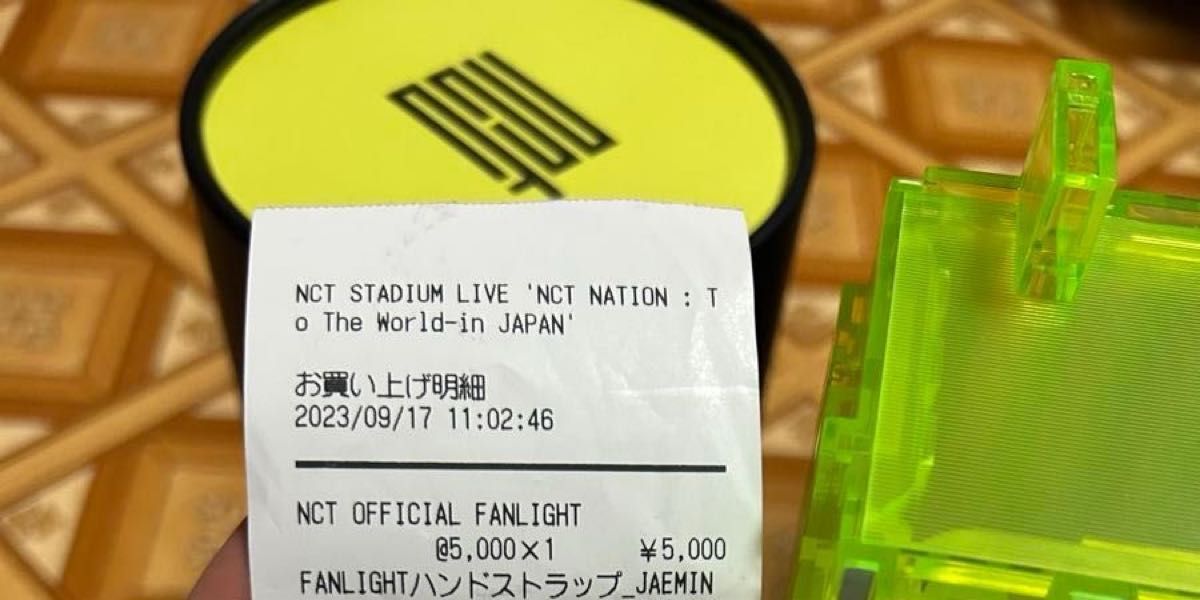 NCT STADIUM LIVE 'NCT NATION : T
o The World-in JAPAN'
お買い上げ明細
2023/09/17 11:02:46
NCT OFFICIAL FANLIGHT
@5,000×1 ¥5,000
FANLIGHTハンドストラップ_JAEMIN